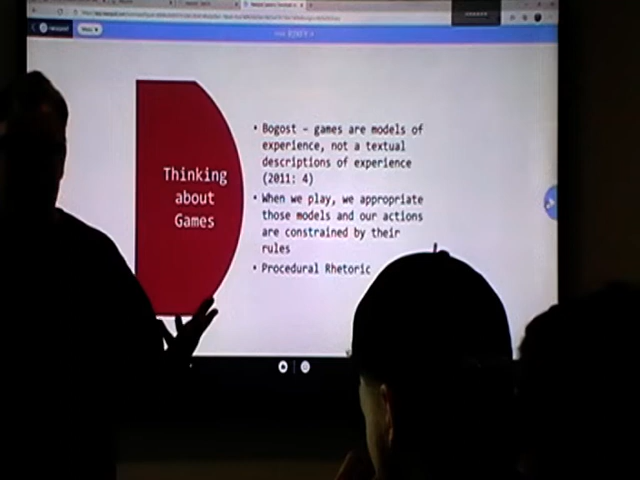 Thinking
about
Games
• Bogost – games are models of
experience, not a textual
descriptions of experience
(2011: 4)
• When we play, we appropriate
those models and our actions
are constrained by their
rules
• Procedural Rhetoric